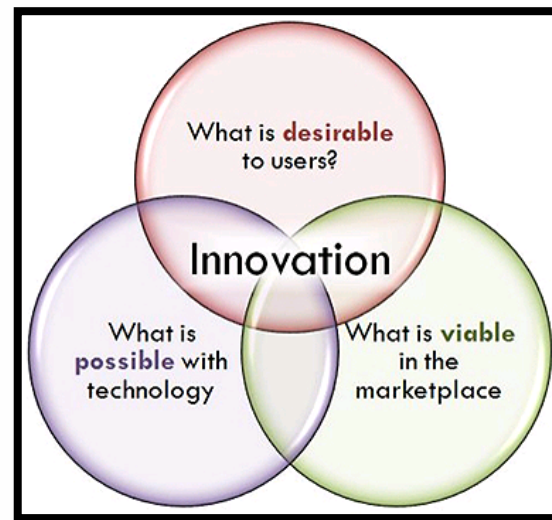 What is desirable
to users?
Innovation
What is
possible with
technology
What is viable
in the
marketplace